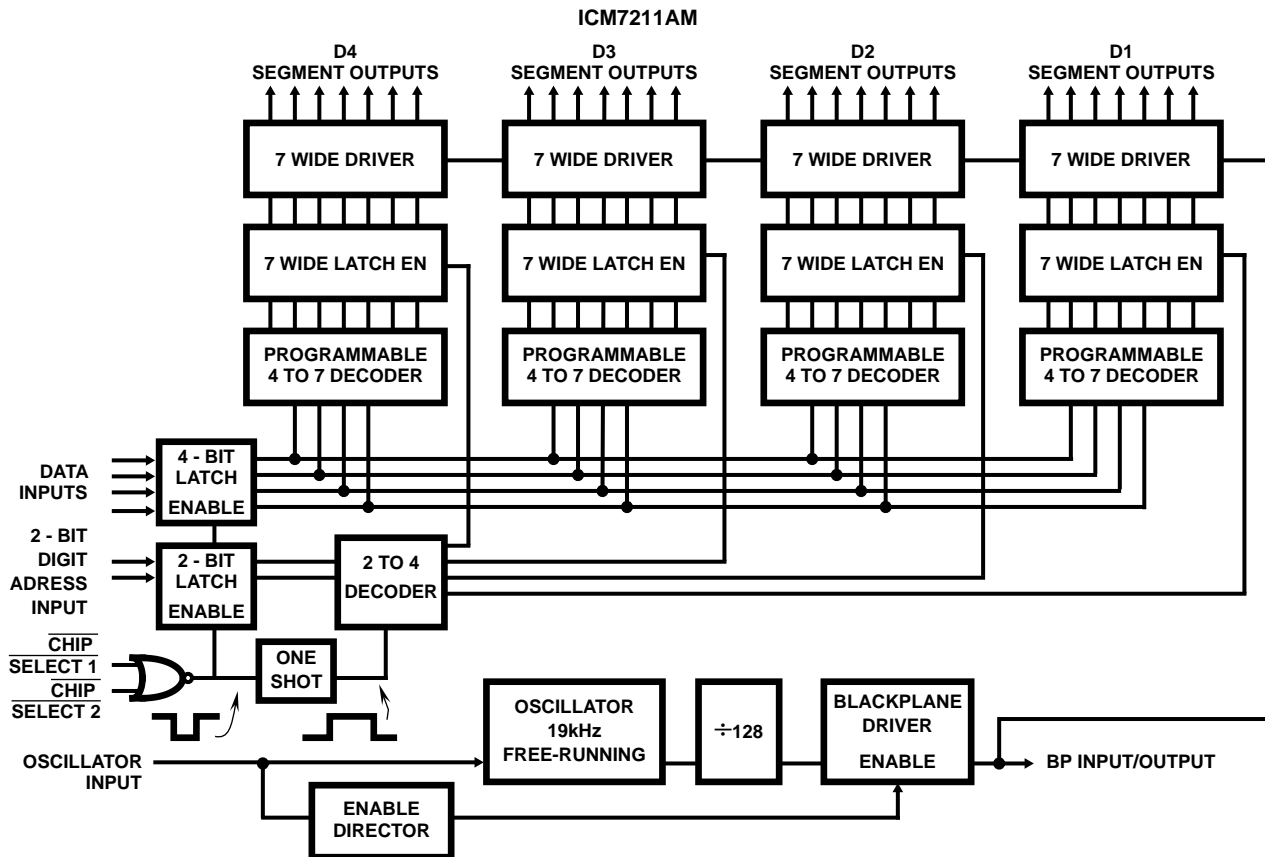 ICM7211AM
D4
SEGMENT OUTPUTS
D3
SEGMENT OUTPUTS
D2
SEGMENT OUTPUTS
D1
SEGMENT OUTPUTS
7 WIDE DRIVER
7 WIDE DRIVER
7 WIDE DRIVER
7 WIDE DRIVER
7 WIDE LATCH EN
7 WIDE LATCH EN
7 WIDE LATCH EN
7 WIDE LATCH EN
PROGRAMMABLE
4 TO 7 DECODER
PROGRAMMABLE
4 TO 7 DECODER
PROGRAMMABLE
4 TO 7 DECODER
PROGRAMMABLE
4 TO 7 DECODER
DATA
INPUTS
4 - BIT
LATCH
ENABLE
2 - BIT
DIGIT
ADRESS
INPUT
2 - BIT
LATCH
ENABLE
2 TO 4
DECODER
CHIP
SELECT 1
CHIP
SELECT 2
ONE
SHOT
OSCILLATOR
19kHz
FREE-RUNNING
÷128
BLACKPLANE
DRIVER
ENABLE
OSCILLATOR
INPUT
BP INPUT/OUTPUT
ENABLE
DIRECTOR